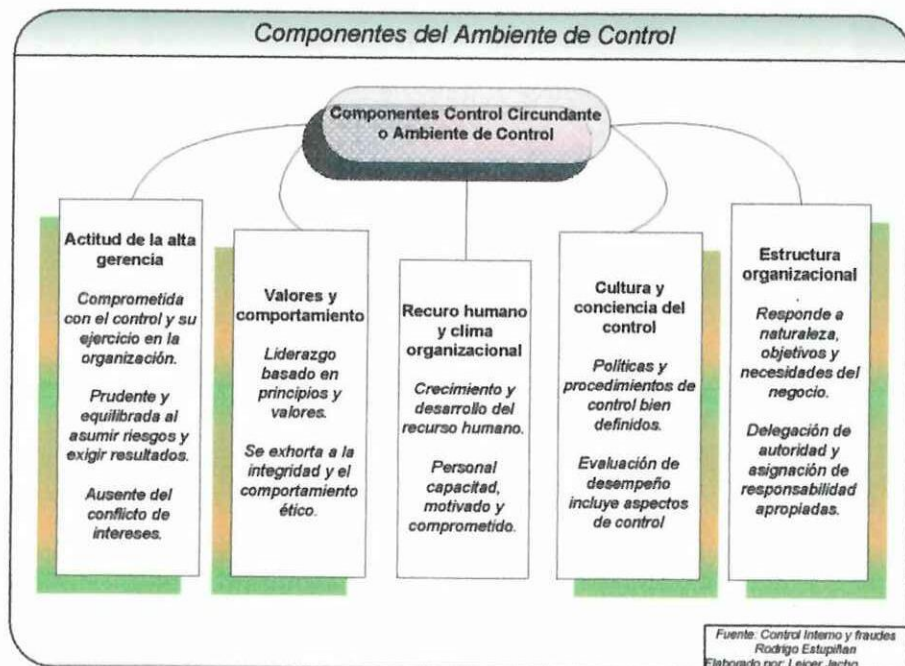 Componentes del Ambiente de Control
Componentes Control Circundante
o Ambiente de Control
Actitud de la alta
gerencia
Comprometida
con el control y su
ejercicio en la
organización.
Prudente y
equilibrada al
asumir riesgos y
exigir resultados.
Ausente del
conflicto de
intereses.
Valores y
comportamiento
Liderazgo
basado en
principios y
valores.
Se exhorta a la
integridad y el
comportamiento
ético.
Recuro humano
y clima
organizacional
Crecimiento y
desarrollo del
recurso humano.
Personal
capacitad,
motivado y
comprometido.
Cultura y
conciencia del
control
Políticas y
procedimientos de
control bien
definidos.
Evaluación de
desempeño
incluye aspectos
de control
Estructura
organizacional
Responde a
naturaleza,
objetivos y
necesidades del
negocio.
Delegación de
autoridad y
asignación de
responsabilidad
apropiadas.
Fuente: Control Interno y fraudes
Rodrigo Estupiñan
Elaborado por: Leicer Jacho